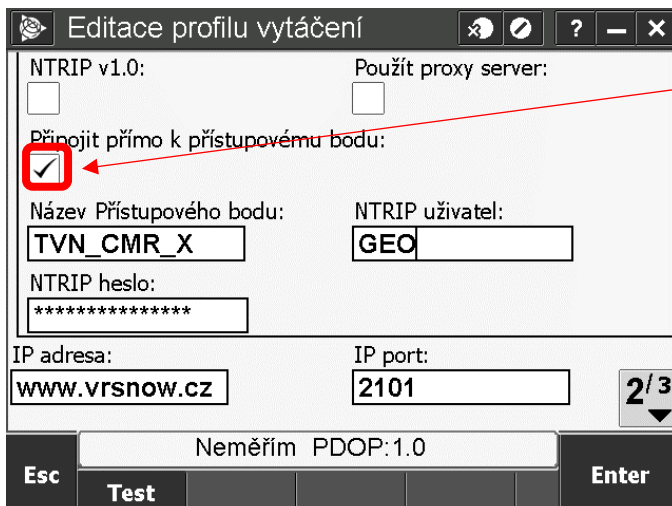 Editace profilu vytáčení
? – ×
NTRIP v1.0: Použít proxy server:
Připojit přímo k přístupovému bodu:
Název Přístupového bodu: NTRIP uživatel:
TVN_CMR_X GEO
NTRIP heslo:
***************
IP adresa: IP port:
www.vrsnow.cz 2101
2/3
Neměřím PDOP:1.0
Esc Enter
Test